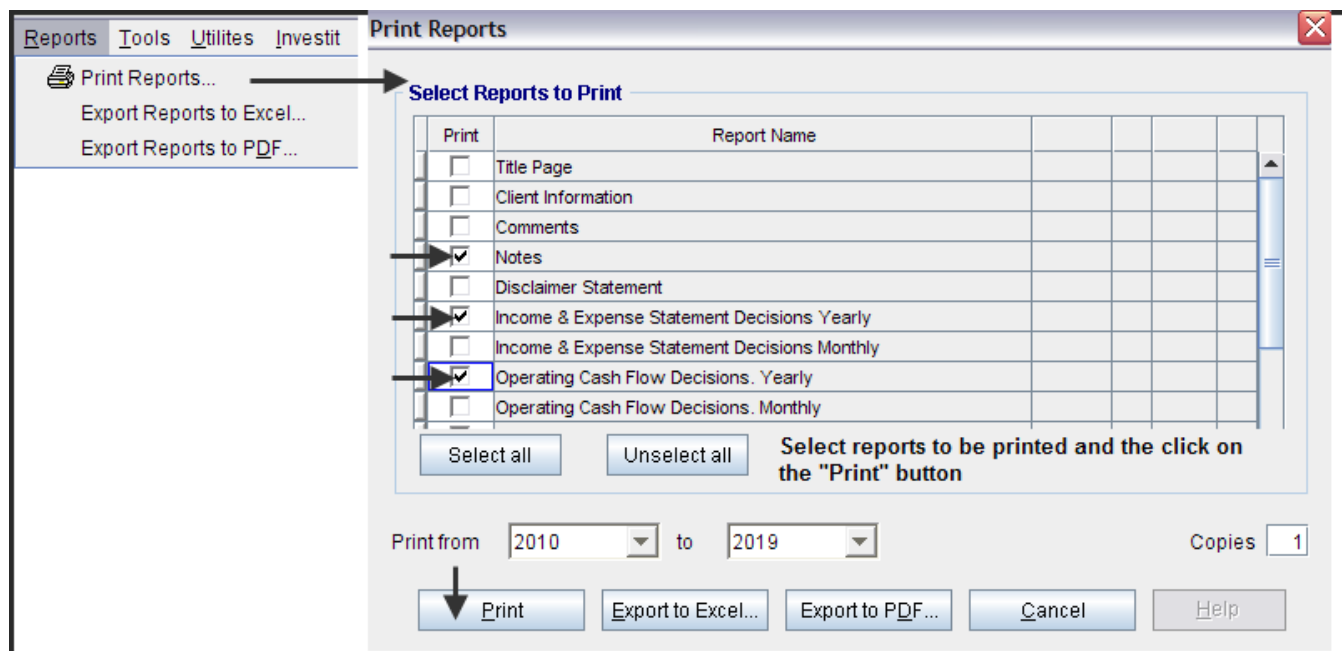 Reports Tools Utilites Investit
Print Reports...
Export Reports to Excel...
Export Reports to PDF...
Print Reports
Select Reports to Print
Print Report Name
Title Page
Client Information
Comments
Notes
Disclaimer Statement
Income & Expense Statement Decisions Yearly
Income & Expense Statement Decisions Monthly
Operating Cash Flow Decisions. Yearly
Operating Cash Flow Decisions. Monthly
Select all Unselect all
Select reports to be printed and the click on
the "Print" button
Print from 2010 to 2019 Copies 1
Print Export to Excel... Export to PDF... Cancel Help